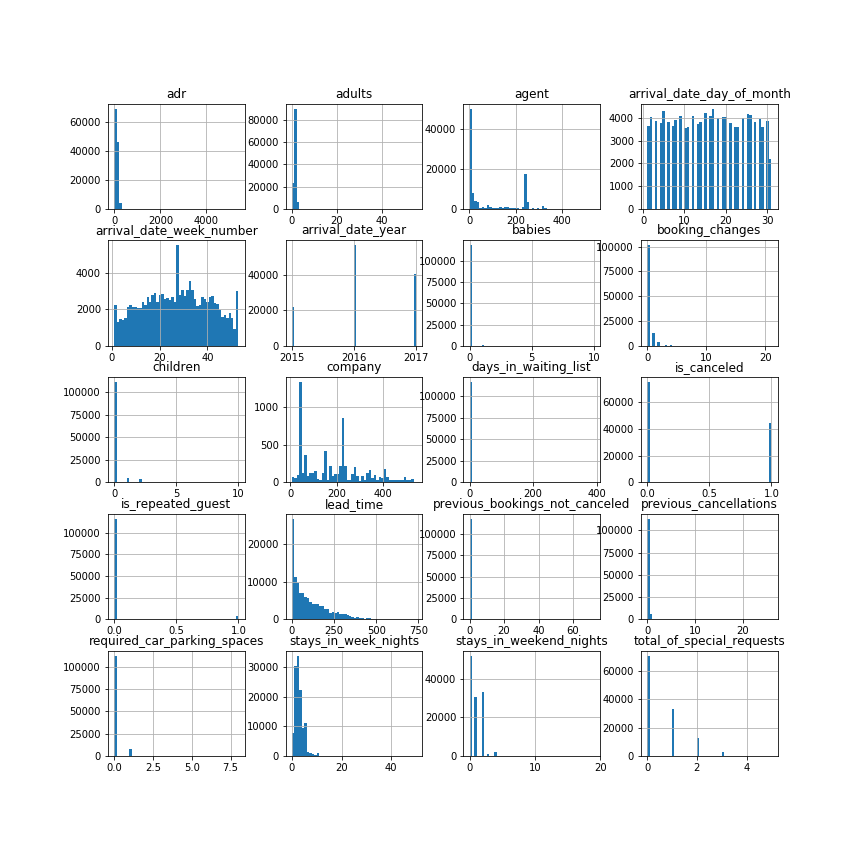 adr
adults
agent
arrival_date_day_of_month
60000
40000
20000
0
0 2000 4000
80000
60000
40000
20000
0
0 20 40
40000
20000
0
0 200 400
4000
3000
2000
1000
0
0 10 20 30
arrival_date_week_number
arrival_date_year
babies
booking_changes
4000
2000
0
0 20 40
40000
20000
0
2015 2016 2017
100000
75000
50000
25000
0
0 5 10
100000
75000
50000
25000
0
0 10 20
children
company
days_in_waiting_list
is_canceled
100000
75000
50000
25000
0
0 5 10
1000
500
0
0 200 400
100000
75000
50000
25000
0
0 200 400
60000
40000
20000
0
0.0 0.5 1.0
is_repeated_guest
lead_time
previous_bookings_not_canceled
previous_cancellations
100000
75000
50000
25000
0
0.0 0.5 1.0
20000
10000
0
0 250 500 750
100000
75000
50000
25000
0
0 20 40 60
100000
75000
50000
25000
0
0 10 20
required_car_parking_spaces
stays_in_week_nights
stays_in_weekend_nights
total_of_special_requests
100000
75000
50000
25000
0
0.0 2.5 5.0 7.5
30000
20000
10000
0
0 20 40
40000
20000
0
0 10 20
60000
40000
20000
0
0 2 4